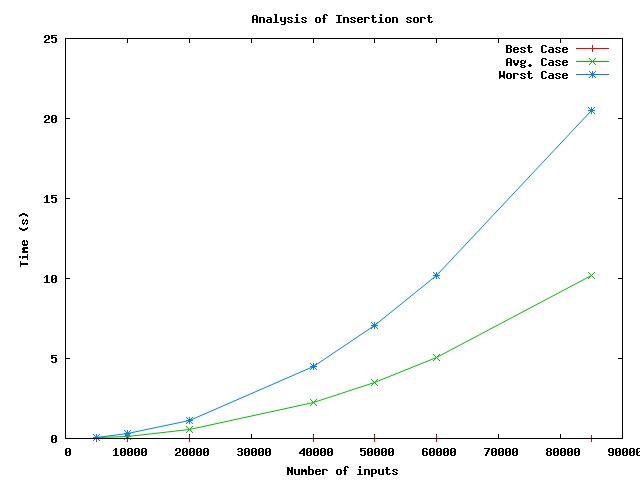 Analysis of Insertion sort
Best Case
Avg. Case
Worst Case
25
20
15
10
5
0
Time (s)
0 10000 20000 30000 40000 50000 60000 70000 80000 90000
Number of inputs